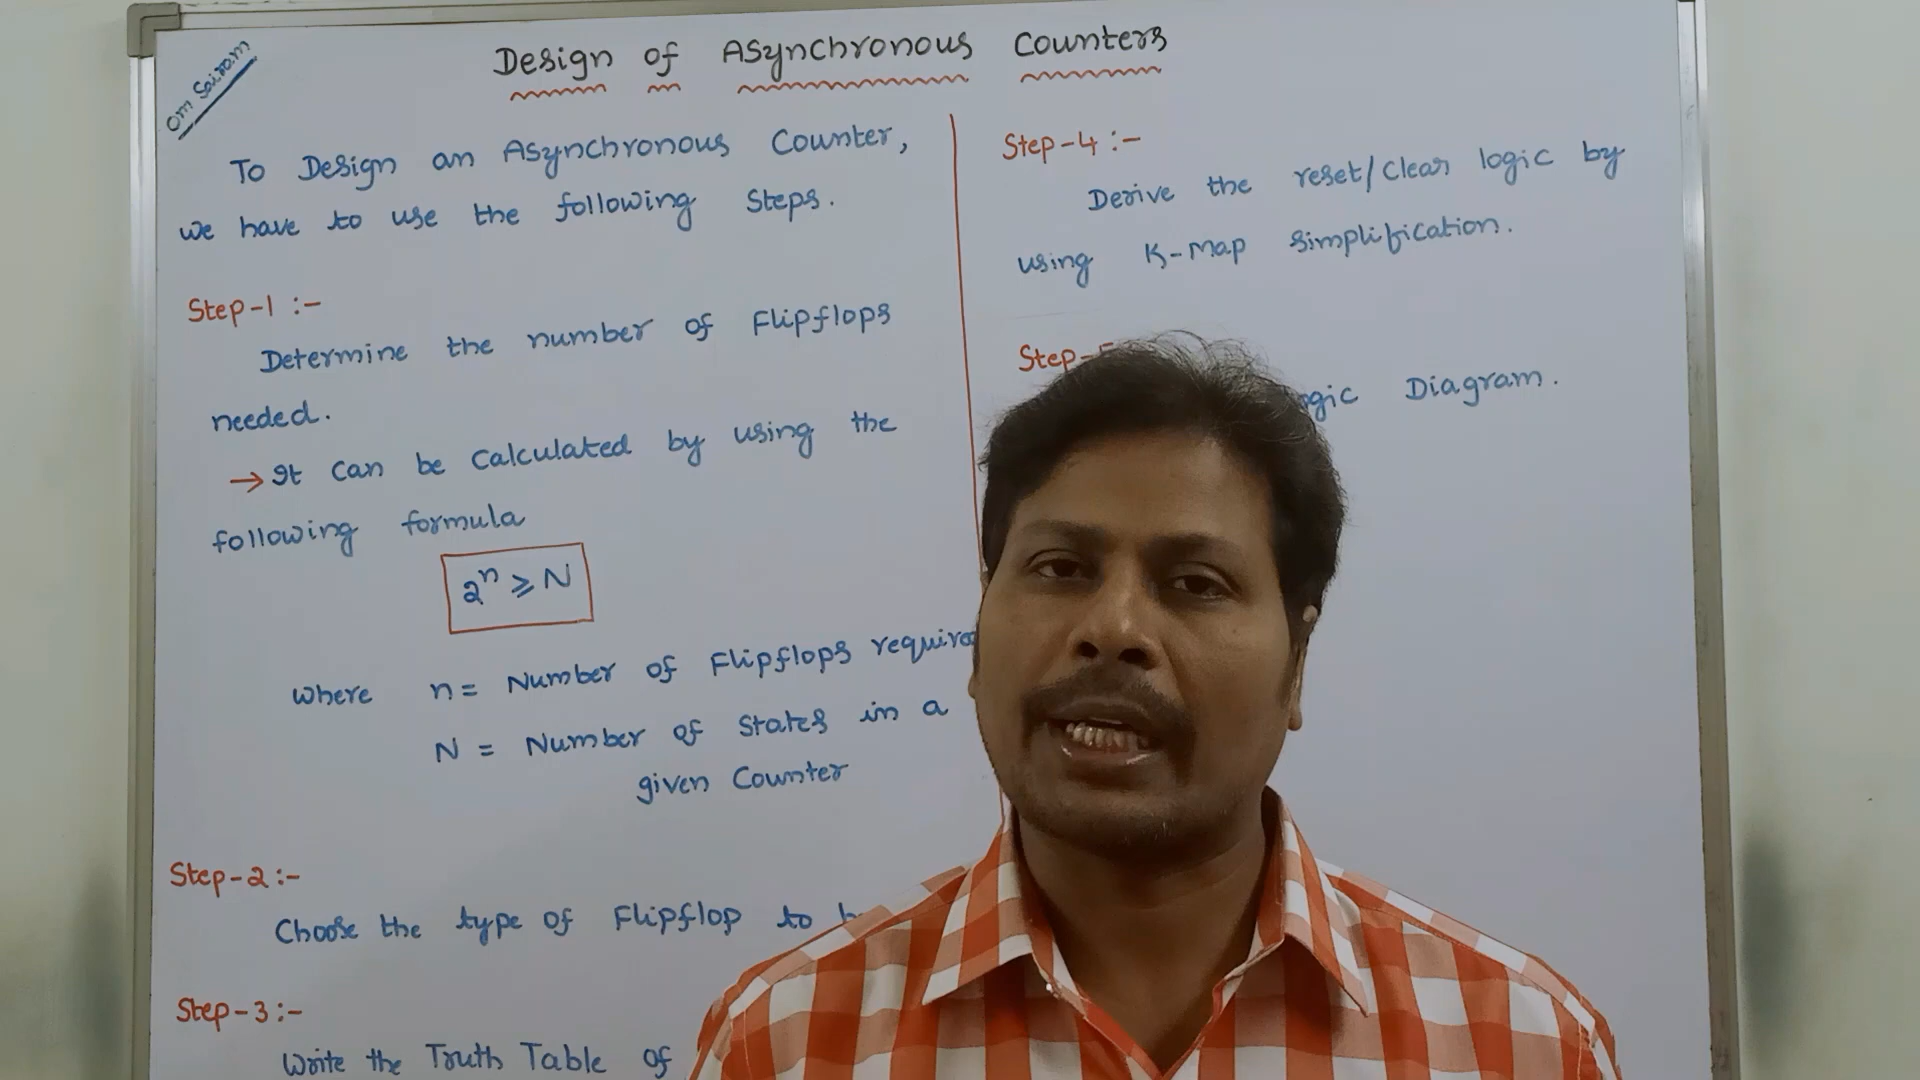 Om Sairam
Design of Asynchronous Counters
To Design an Asynchronous Counter,
we have to use the following Steps.
Step-1 :-
Determine the number of Flipflops
needed.
→ It can be calculated by using the
following formula
2ⁿ ⩾ N
where n = Number of Flipflops
N = Number of States in a
given Counter
Step-2 :-
Choose the type of Flipflop to
Step-3 :-
Write the Truth Table of
Step-4 :-
Derive the reset/clear logic by
using K-Map simplification.
Step-
Diagram.